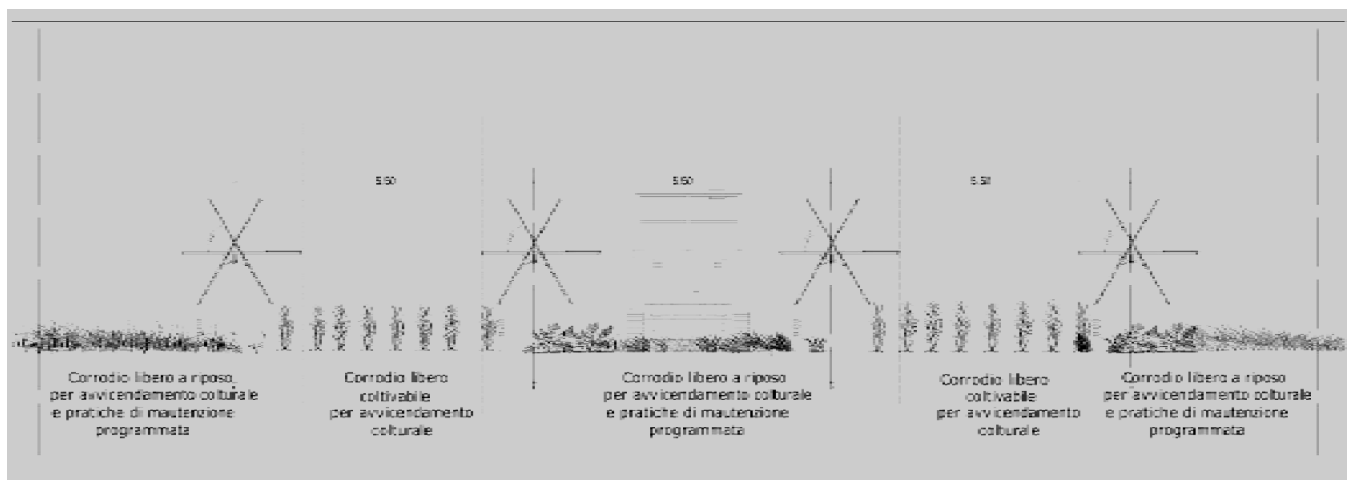 5.50
5.50
5.50
Corrodio libero a riposo
per avvicendamento colturale
e pratiche di mautenzione
programmata
Corrodio libero
coltivabile
per avvicendamento
colturale
Corrodio libero a riposo
per avvicendamento colturale
e pratiche di mautenzione
programmata
Corrodio libero
coltivabile
per avvicendamento
colturale
Corrodio libero a riposo
per avvicendamento colturale
e pratiche di mautenzione
programmata